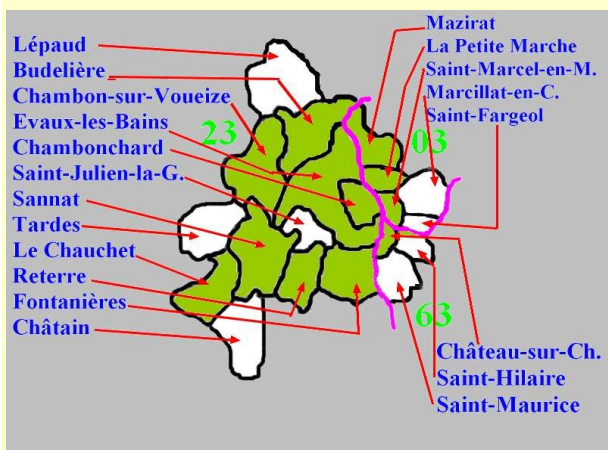 Lépaud
Budelière
Chambon-sur-Voueize
Evaux-les-Bains
Chambonchard
Saint-Julien-la-G.
Sannat
Tardes
Le Chauchet
Reterre
Fontanières
Châtain
23
Mazirat
La Petite Marche
Saint-Marcel-en-M.
Marcillat-en-C.
Saint-Fargeol
03
63
Château-sur-Ch.
Saint-Hilaire
Saint-Maurice